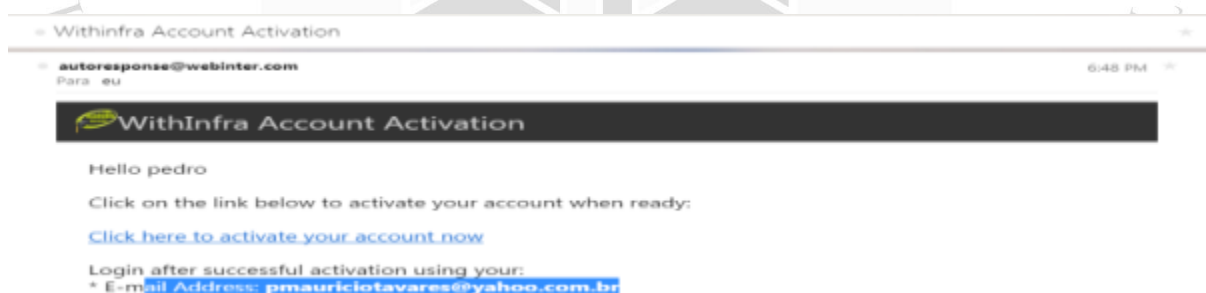 Withinfra Account Activation
autoresponse@webinter.com
6:48 PM
Para eu
WithInfra Account Activation
Hello pedro
Click on the link below to activate your account when ready:
Click here to activate your account now
Login after successful activation using your:
* E-mail Address: pmauriciotavares@yahoo.com.br